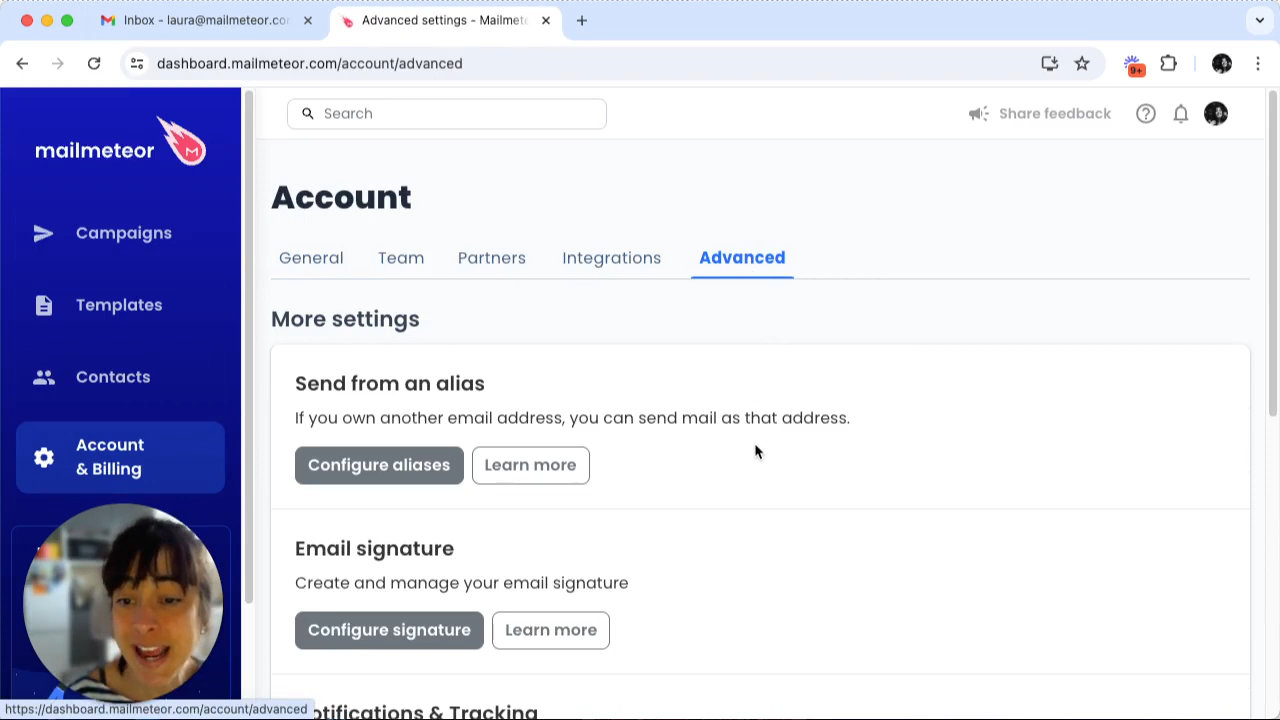 Inbox - laura@mailmeteor.co
Advanced settings - Mailmete
dashboard.mailmeteor.com/account/advanced
9+
mailmeteor
M
Search
Share feedback
Campaigns
Templates
Contacts
Account
& Billing
Account
General
Team
Partners
Integrations
Advanced
More settings
Send from an alias
If you own another email address, you can send mail as that address.
Configure aliases
Learn more
Email signature
Create and manage your email signature
Configure signature
Learn more
otifications & Tracking
https://dashboard.mailmeteor.com/account/advanced